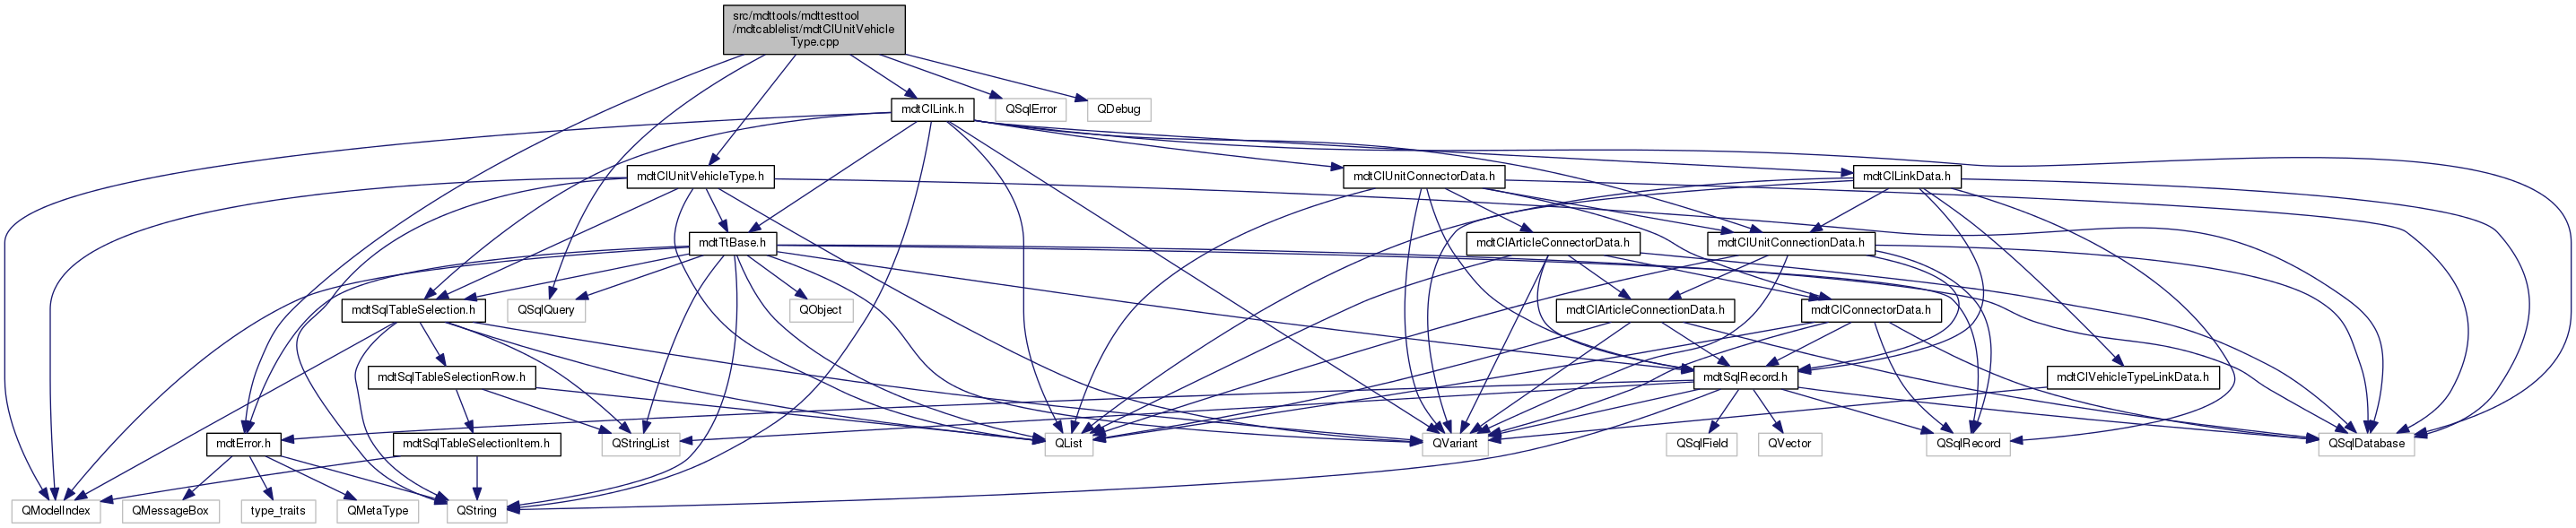 src/mdttools/mdttesttool
/mdtcablelist/mdtClUnitVehicle
Type.cpp
mdtClLink.h
QSqlError
QDebug
mdtClUnitVehicleType.h
mdtClUnitConnectorData.h
mdtClLinkData.h
mdtTtBase.h
mdtClArticleConnectorData.h
mdtClUnitConnectionData.h
mdtSqlTableSelection.h
QSqlQuery
QObject
mdtClArticleConnectionData.h
mdtClConnectorData.h
mdtSqlTableSelectionRow.h
mdtSqlRecord.h
mdtClVehicleTypeLinkData.h
mdtError.h
mdtSqlTableSelectionItem.h
QStringList
QList
QVariant
QSqlField
QVector
QSqlRecord
QSqlDatabase
QModelIndex
QMessageBox
type_traits
QMetaType
QString